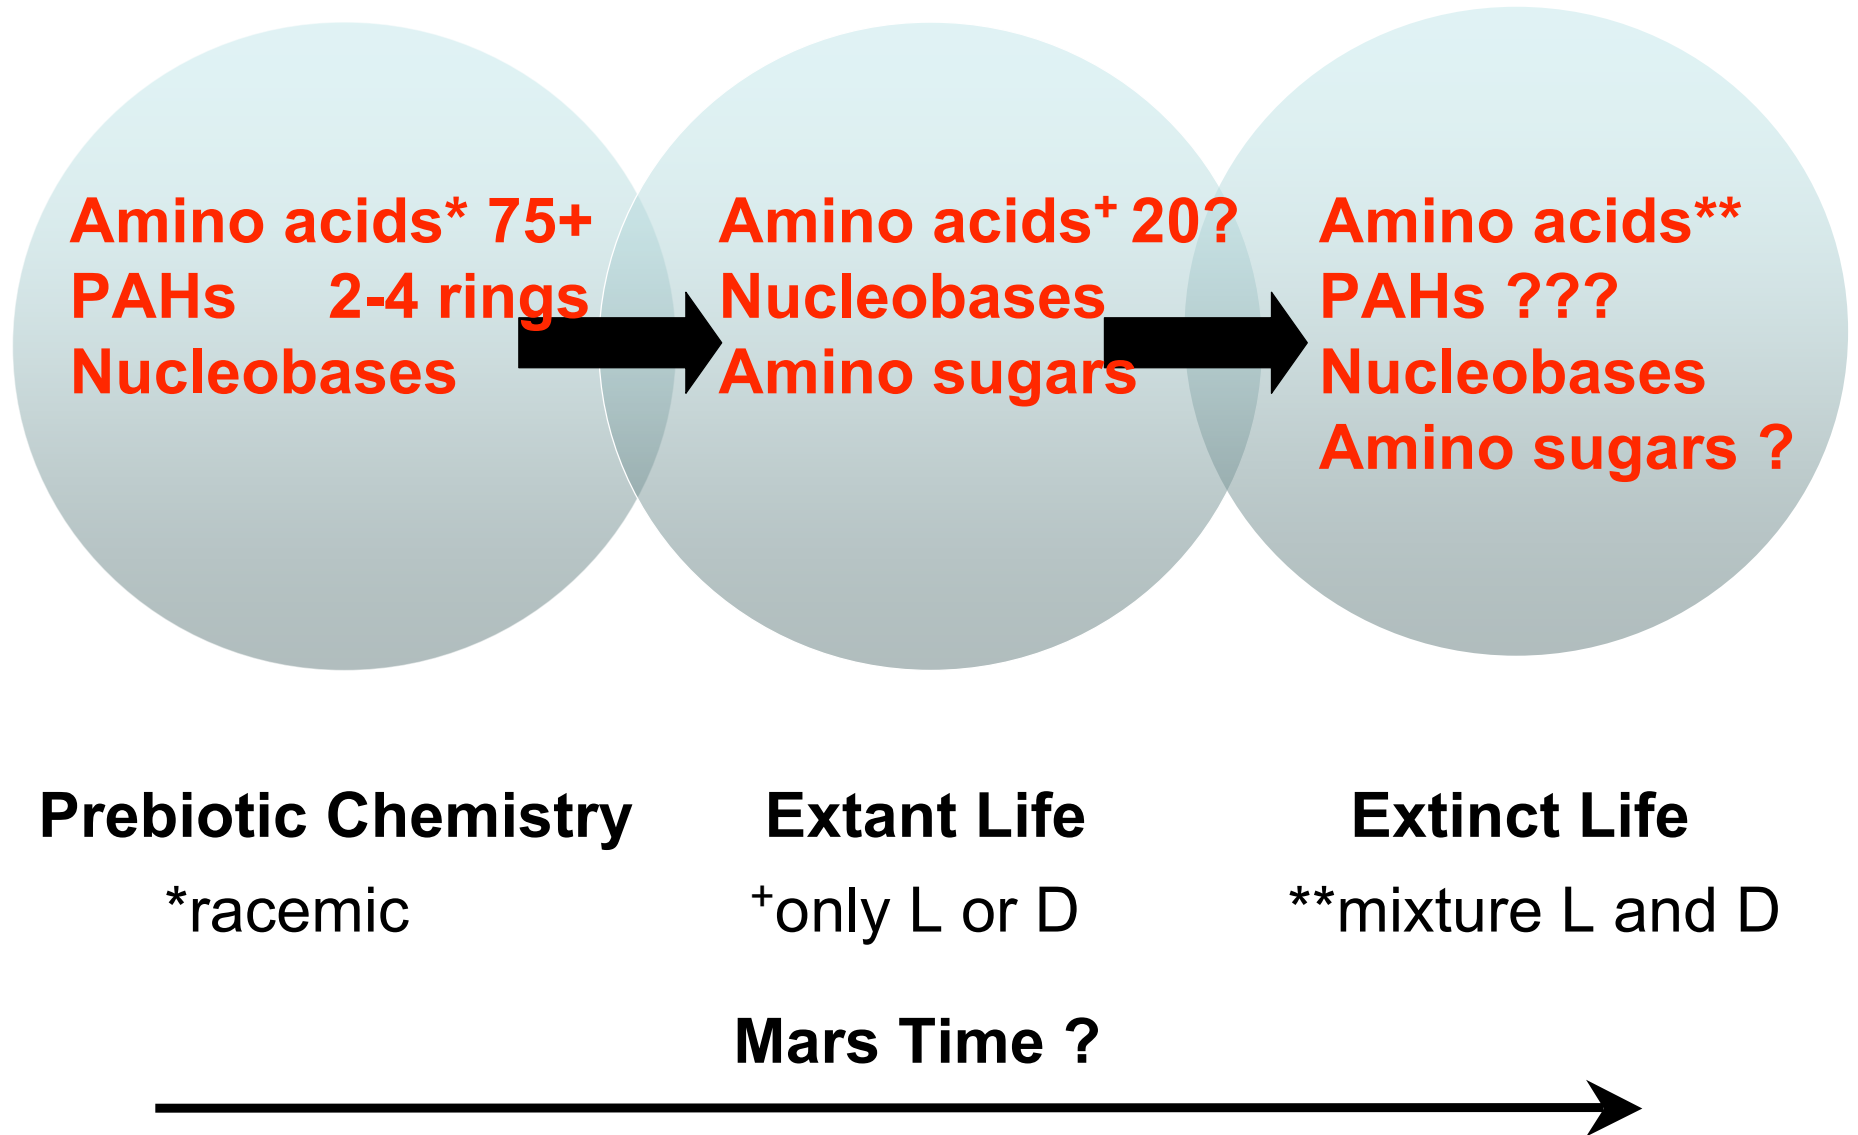 Amino acids* 75+
PAHs 2-4 rings
Nucleobases
Amino acids+ 20?
Nucleobases
Amino sugars
Amino acids**
PAHs ???
Nucleobases
Amino sugars ?
Prebiotic Chemistry
*racemic
Extant Life
+only L or D
Extinct Life
**mixture L and D
Mars Time ?